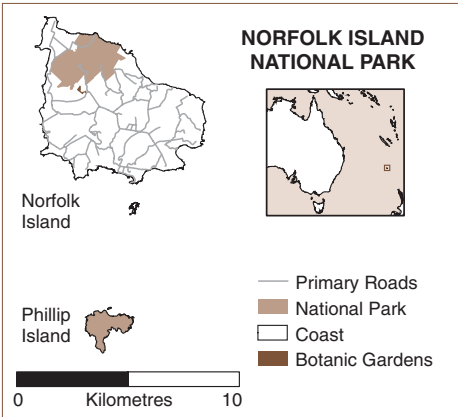 NORFOLK ISLAND
NATIONAL PARK
Norfolk
Island
Phillip
Island
Primary Roads
National Park
Coast
Botanic Gardens
0 Kilometres 10